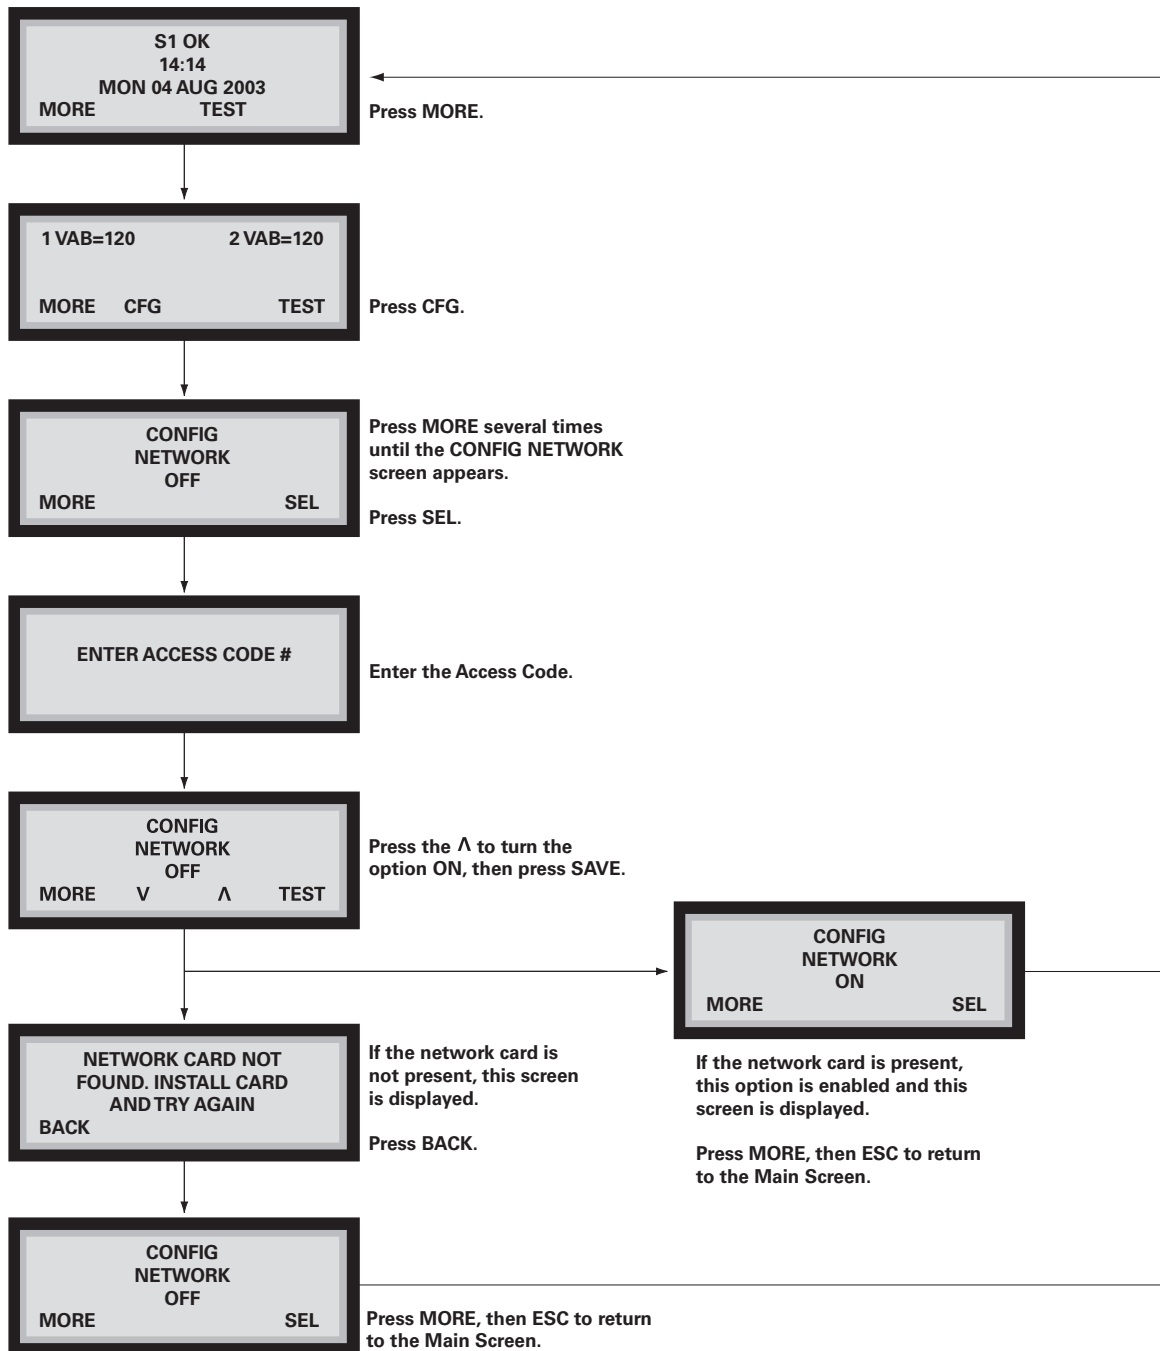 S1 OK
14:14
MON 04 AUG 2003
MORE TEST
Press MORE.
1 VAB=120 2 VAB=120
MORE CFG TEST
Press CFG.
CONFIG
NETWORK
OFF
MORE SEL
Press MORE several times
until the CONFIG NETWORK
screen appears.
Press SEL.
ENTER ACCESS CODE #
Enter the Access Code.
CONFIG
NETWORK
OFF
MORE V Λ TEST
Press the Λ to turn the
option ON, then press SAVE.
CONFIG
NETWORK
ON
MORE SEL
If the network card is present,
this option is enabled and this
screen is displayed.
Press MORE, then ESC to return
to the Main Screen.
NETWORK CARD NOT
FOUND. INSTALL CARD
AND TRY AGAIN
BACK
If the network card is
not present, this screen
is displayed.
Press BACK.
CONFIG
NETWORK
OFF
MORE SEL
Press MORE, then ESC to return
to the Main Screen.